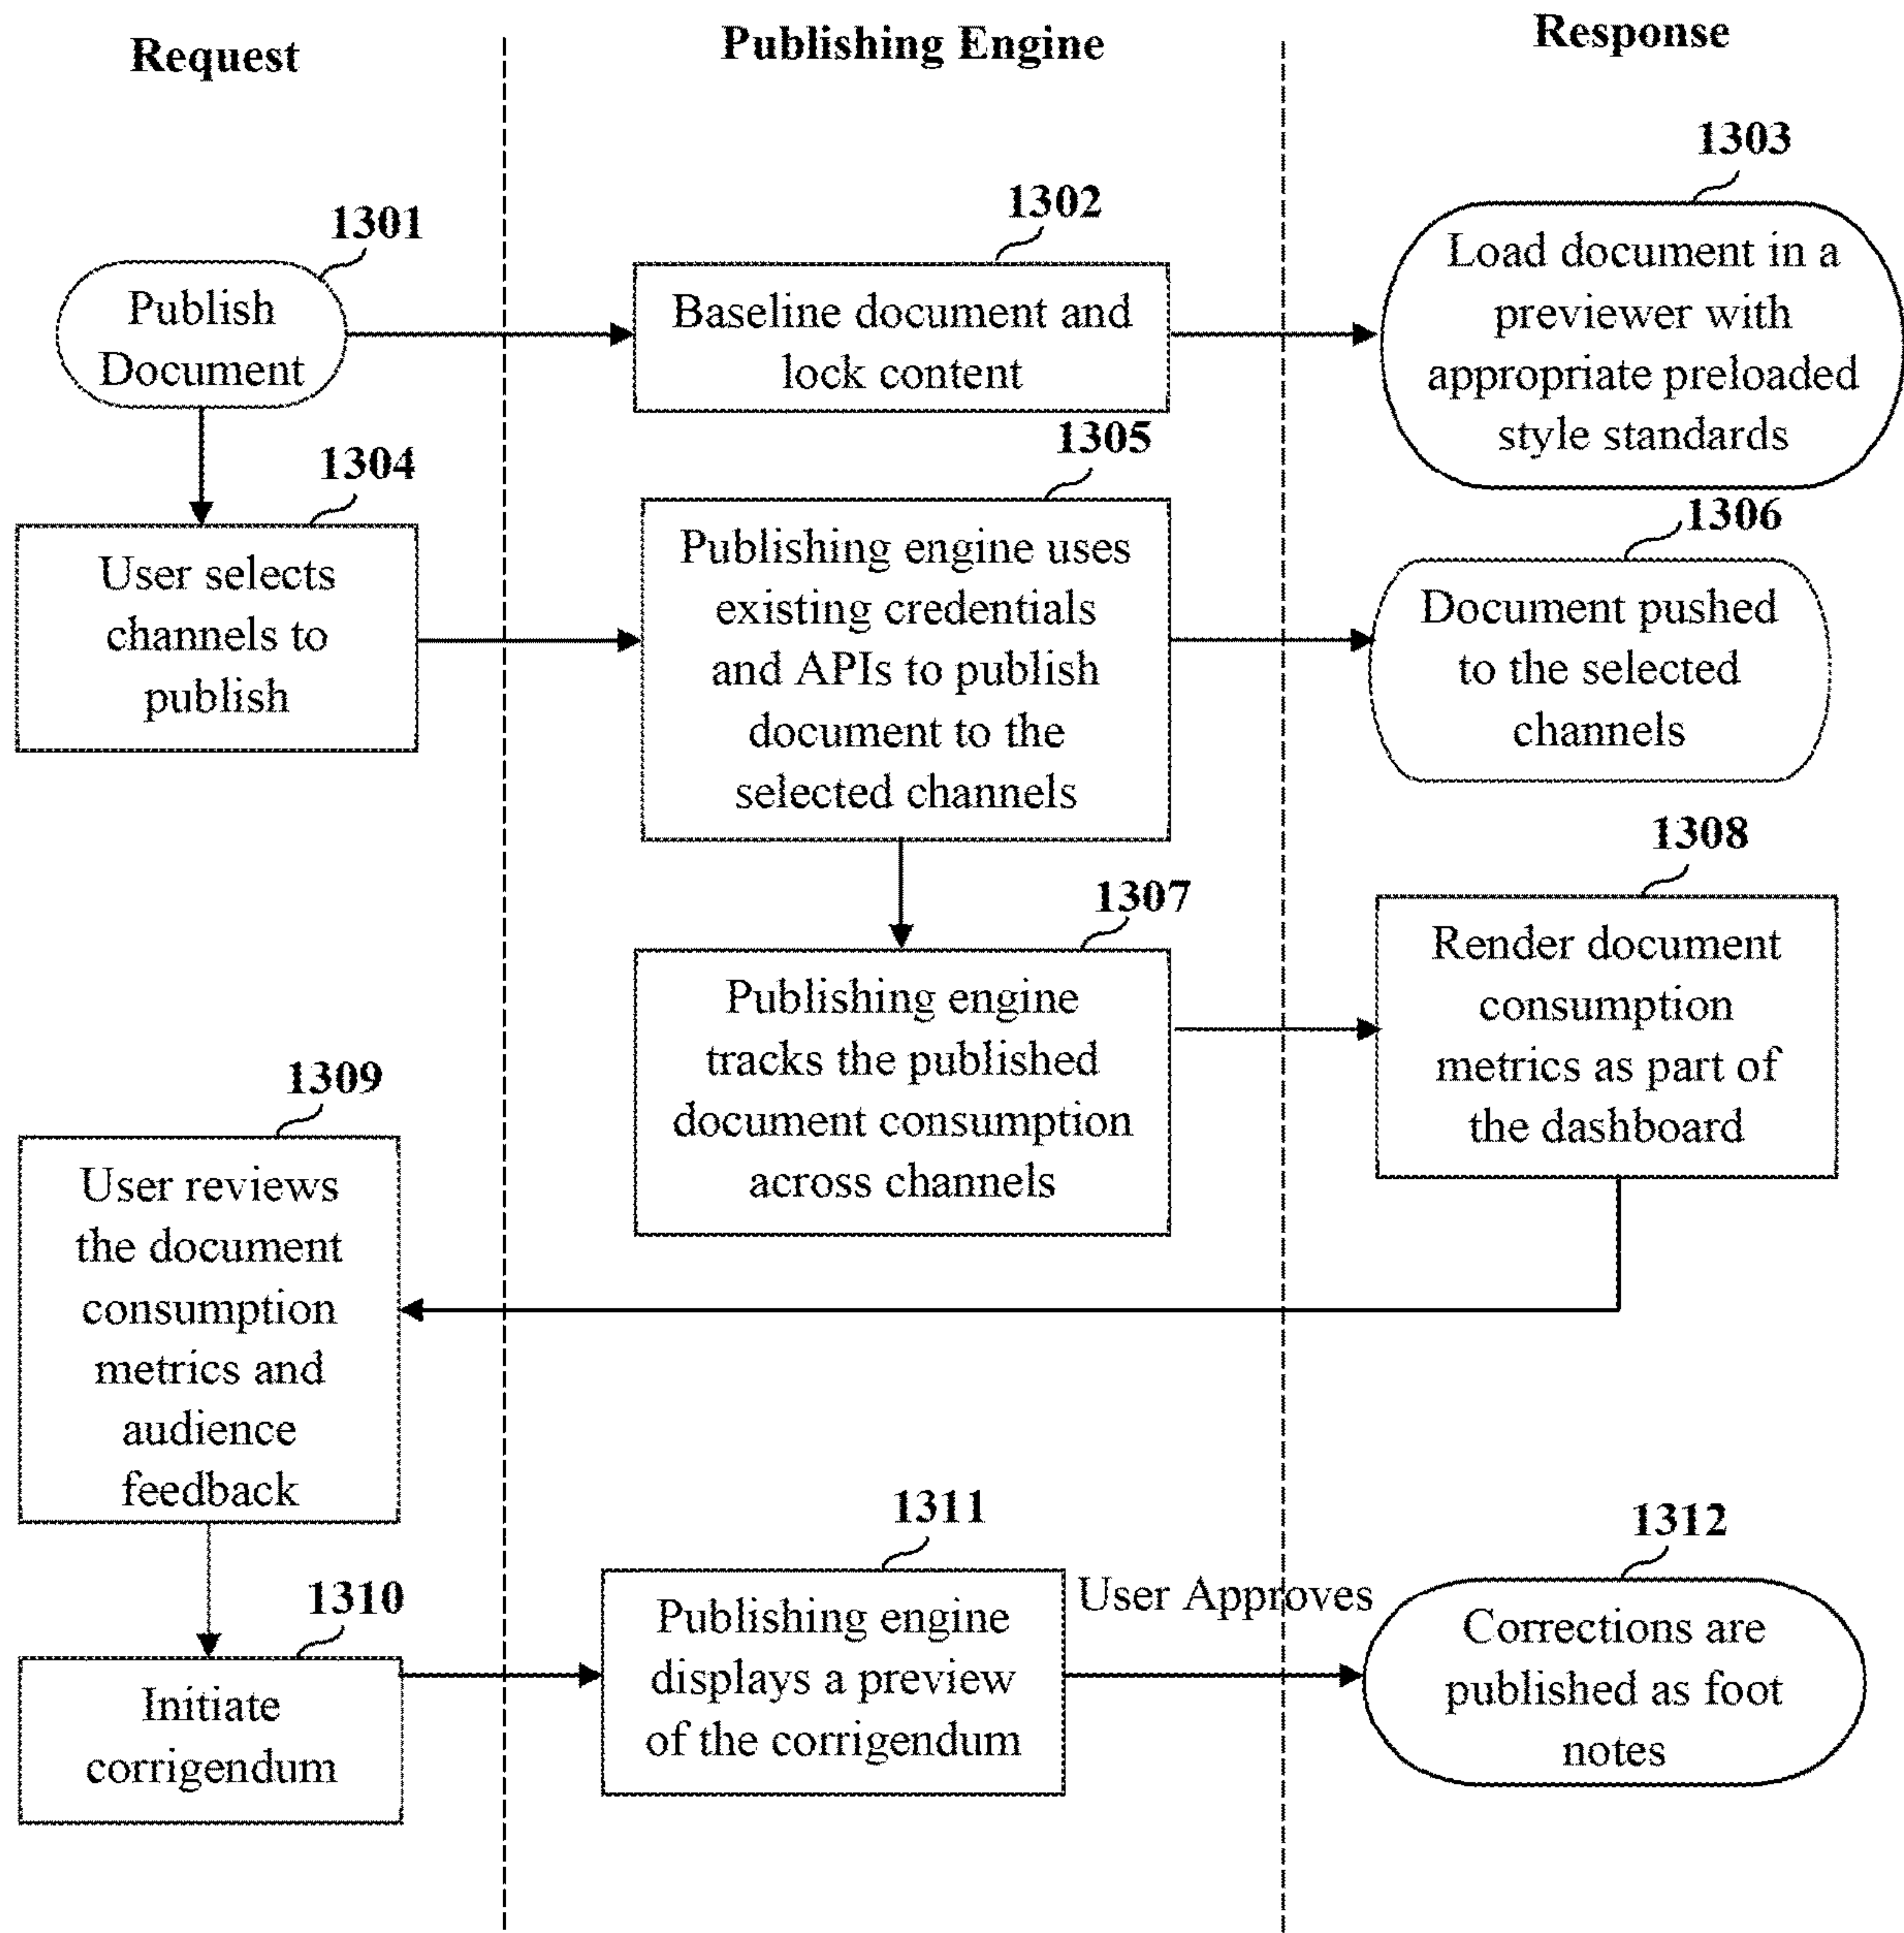 Request
Publishing Engine
Response
1301
Publish
Document
1302
Baseline document and
lock content
1303
Load document in a
previewer with
appropriate preloaded
style standards
1304
User selects
channels to
publish
1305
Publishing engine uses
existing credentials
and APIs to publish
document to the
selected channels
1306
Document pushed
to the selected
channels
1307
Publishing engine
tracks the published
document consumption
across channels
1308
Render document
consumption
metrics as part of
the dashboard
1309
User reviews
the document
consumption
metrics and
audience
feedback
1310
Initiate
corrigendum
1311
Publishing engine
displays a preview
of the corrigendum
User Approves
1312
Corrections are
published as foot
notes